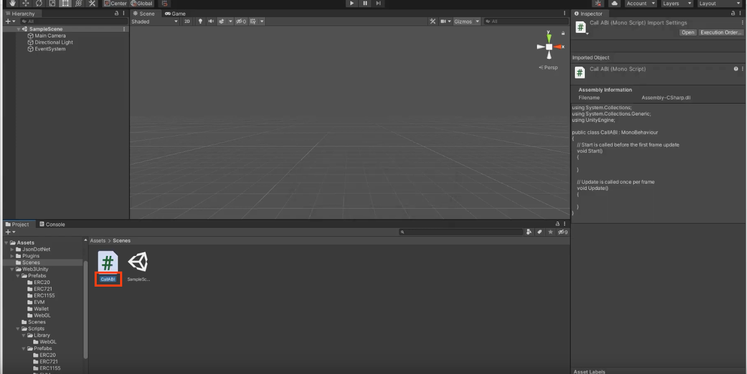 Center
Global
Account
Layers
Layout
Hierarchy
All
SampleScene
Main Camera
Directional Light
EventSystem
Scene
Game
Shaded
2D
Gizmos
All
y
x
Persp
Inspector
Call ABI (Mono Script) Import Settings
Open
Execution Order...
Imported Object
Call ABI (Mono Script)
Assembly Information
Filename Assembly-CSharp.dll
using System.Collections;
using System.Collections.Generic;
using UnityEngine;
public class CallABI : MonoBehaviour
{
// Start is called before the first frame update
void Start()
{
}
// Update is called once per frame
void Update()
{
}
}
Project
Console
Assets
JsonDotNet
Plugins
Scenes
Web3Unity
Prefabs
ERC20
ERC721
ERC1155
EVM
Wallet
WebGL
Scenes
Scripts
Library
WebGL
Prefabs
ERC20
ERC721
ERC1155
Assets > Scenes
#
CallABI
SampleSc...
Asset Labels